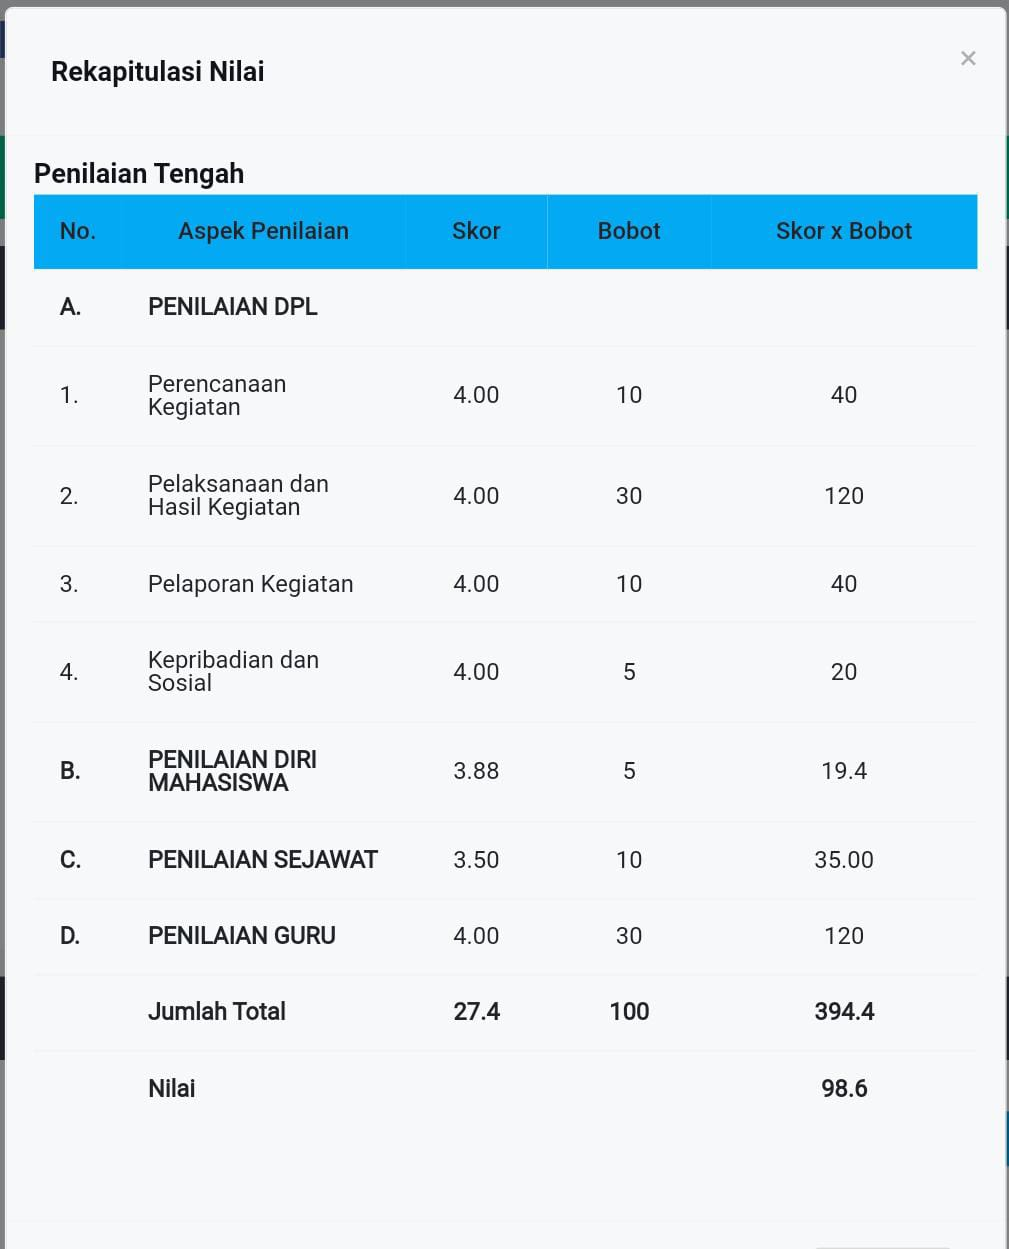 Rekapitulasi Nilai
×
Penilaian Tengah
No. Aspek Penilaian Skor Bobot Skor x Bobot
A. PENILAIAN DPL
1. Perencanaan Kegiatan 4.00 10 40
2. Pelaksanaan dan Hasil Kegiatan 4.00 30 120
3. Pelaporan Kegiatan 4.00 10 40
4. Kepribadian dan Sosial 4.00 5 20
B. PENILAIAN DIRI MAHASISWA 3.88 5 19.4
C. PENILAIAN SEJAWAT 3.50 10 35.00
D. PENILAIAN GURU 4.00 30 120
Jumlah Total 27.4 100 394.4
Nilai 98.6